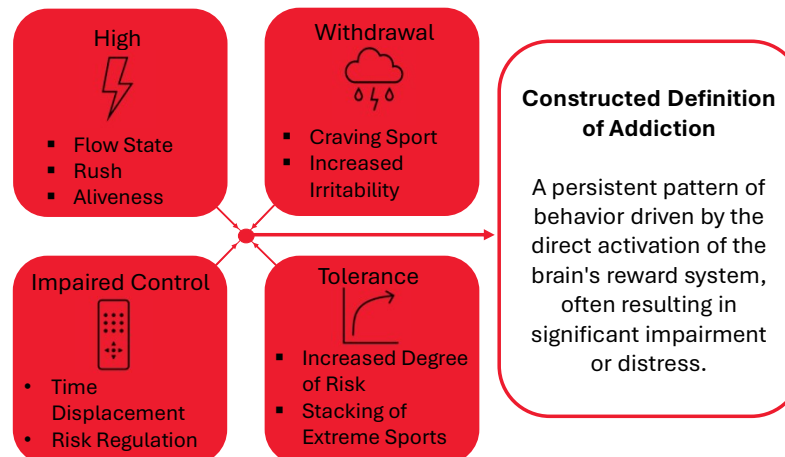 High
▪ Flow State
▪ Rush
▪ Aliveness
Withdrawal
▪ Craving Sport
▪ Increased
Irritability
Impaired Control
• Time
Displacement
• Risk Regulation
Tolerance
▪ Increased Degree
of Risk
▪ Stacking of
Extreme Sports
Constructed Definition
of Addiction
A persistent pattern of
behavior driven by the
direct activation of the
brain's reward system,
often resulting in
significant impairment
or distress.